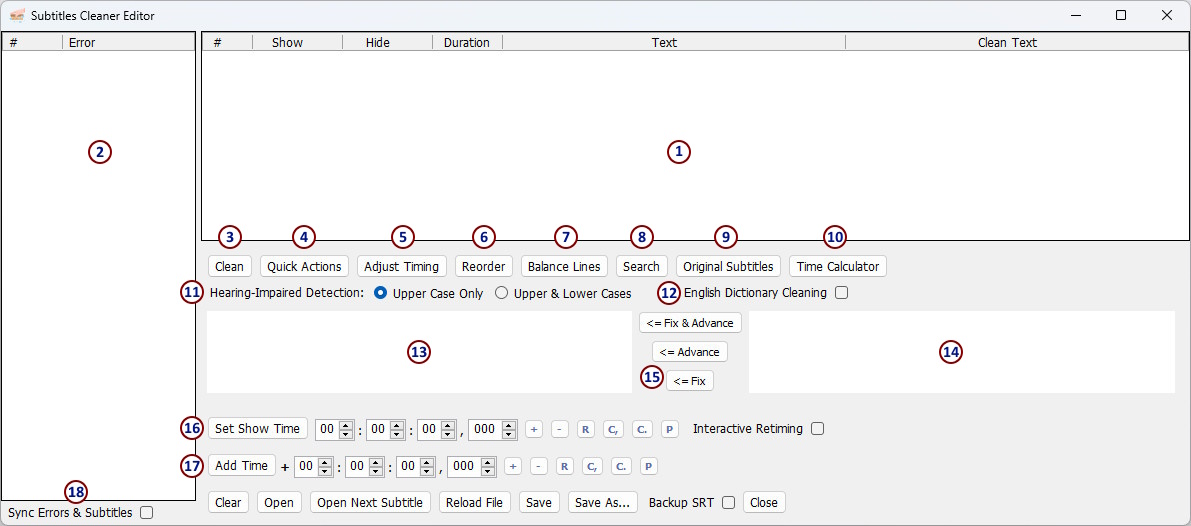 Subtitles Cleaner Editor
# Error # Show Hide Duration Text Clean Text
2 1
3 4 5 6 7 8 9 10
Clean Quick Actions Adjust Timing Reorder Balance Lines Search Original Subtitles Time Calculator
11 Hearing-Impaired Detection: Upper Case Only Upper & Lower Cases 12 English Dictionary Cleaning
<= Fix & Advance
13 <= Advance 14
15 <= Fix
16 Set Show Time 00 : 00 : 00 , 000 + - R C, C. P Interactive Retiming
17 Add Time + 00 : 00 : 00 , 000 + - R C, C. P
18
Clear Open Open Next Subtitle Reload File Save Save As... Backup SRT Close
Sync Errors & Subtitles